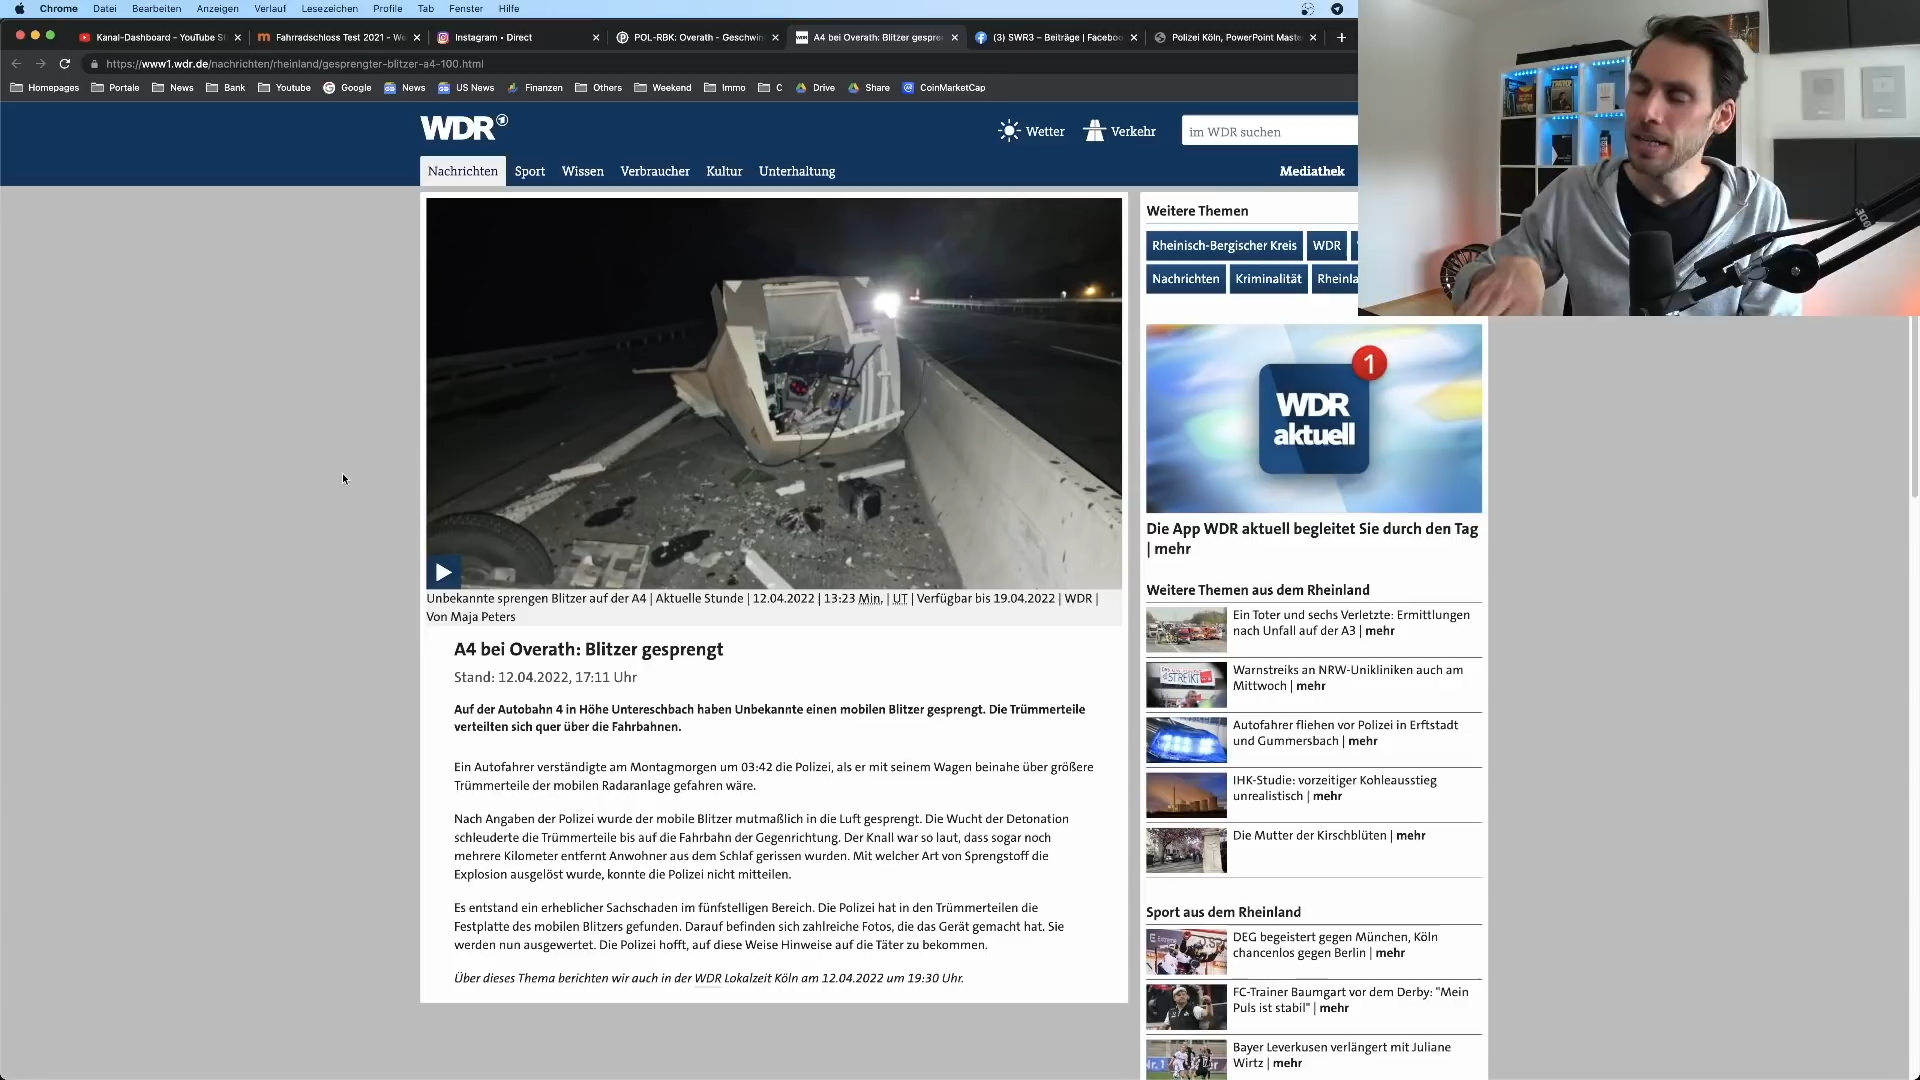 Chrome Datei Bearbeiten Anzeigen Verlauf Lesezeichen Profile Tab Fenster Hilfe
Kanal-Dashboard - YouTube S
Fahrradschloss Test 2021 - W
Instagram • Direct
POL-RBK: Overath - Geschwin
A4 bei Overath: Blitzer gespre
(3) SWR3 – Beiträge | Facebo
Polizei Köln, PowerPoint Mast
https://www1.wdr.de/nachrichten/rheinland/gesprengter-blitzer-a4-100.html
Homepages Portale News Bank Youtube Google News US News Finanzen Others Weekend Immo C Drive Share CoinMarketCap
WDR
Wetter
Verkehr
im WDR suchen
Nachrichten Sport Wissen Verbraucher Kultur Unterhaltung
Mediathek
Unbekannte sprengen Blitzer auf der A4 | Aktuelle Stunde | 12.04.2022 | 13:23 Min. | UT | Verfügbar bis 19.04.2022 | WDR |
Von Maja Peters
A4 bei Overath: Blitzer gesprengt
Stand: 12.04.2022, 17:11 Uhr
Auf der Autobahn 4 in Höhe Untereschbach haben Unbekannte einen mobilen Blitzer gesprengt. Die Trümmerteile
verteilten sich quer über die Fahrbahnen.
Ein Autofahrer verständigte am Montagmorgen um 03:42 die Polizei, als er mit seinem Wagen beinahe über größere
Trümmerteile der mobilen Radaranlage gefahren wäre.
Nach Angaben der Polizei wurde der mobile Blitzer mutmaßlich in die Luft gesprengt. Die Wucht der Detonation
schleuderte die Trümmerteile bis auf die Fahrbahn der Gegenrichtung. Der Knall war so laut, dass sogar noch
mehrere Kilometer entfernt Anwohner aus dem Schlaf gerissen wurden. Mit welcher Art von Sprengstoff die
Explosion ausgelöst wurde, konnte die Polizei nicht mitteilen.
Es entstand ein erheblicher Sachschaden im fünfstelligen Bereich. Die Polizei hat in den Trümmerteilen die
Festplatte des mobilen Blitzers gefunden. Darauf befinden sich zahlreiche Fotos, die das Gerät gemacht hat. Sie
werden nun ausgewertet. Die Polizei hofft, auf diese Weise Hinweise auf die Täter zu bekommen.
Über dieses Thema berichten wir auch in der WDR Lokalzeit Köln am 12.04.2022 um 19:30 Uhr.
Weitere Themen
Rheinisch-Bergischer Kreis WDR
Nachrichten Kriminalität Rheinla
1
WDR
aktuell
Die App WDR aktuell begleitet Sie durch den Tag
| mehr
Weitere Themen aus dem Rheinland
Ein Toter und sechs Verletzte: Ermittlungen
nach Unfall auf der A3 | mehr
Warnstreiks an NRW-Unikliniken auch am
Mittwoch | mehr
Autofahrer fliehen vor Polizei in Erftstadt
und Gummersbach | mehr
IHK-Studie: vorzeitiger Kohleausstieg
unrealistisch | mehr
Die Mutter der Kirschblüten | mehr
Sport aus dem Rheinland
DEG begeistert gegen München, Köln
chancenlos gegen Berlin | mehr
FC-Trainer Baumgart vor dem Derby: "Mein
Puls ist stabil" | mehr
Bayer Leverkusen verlängert mit Juliane
Wirtz | mehr